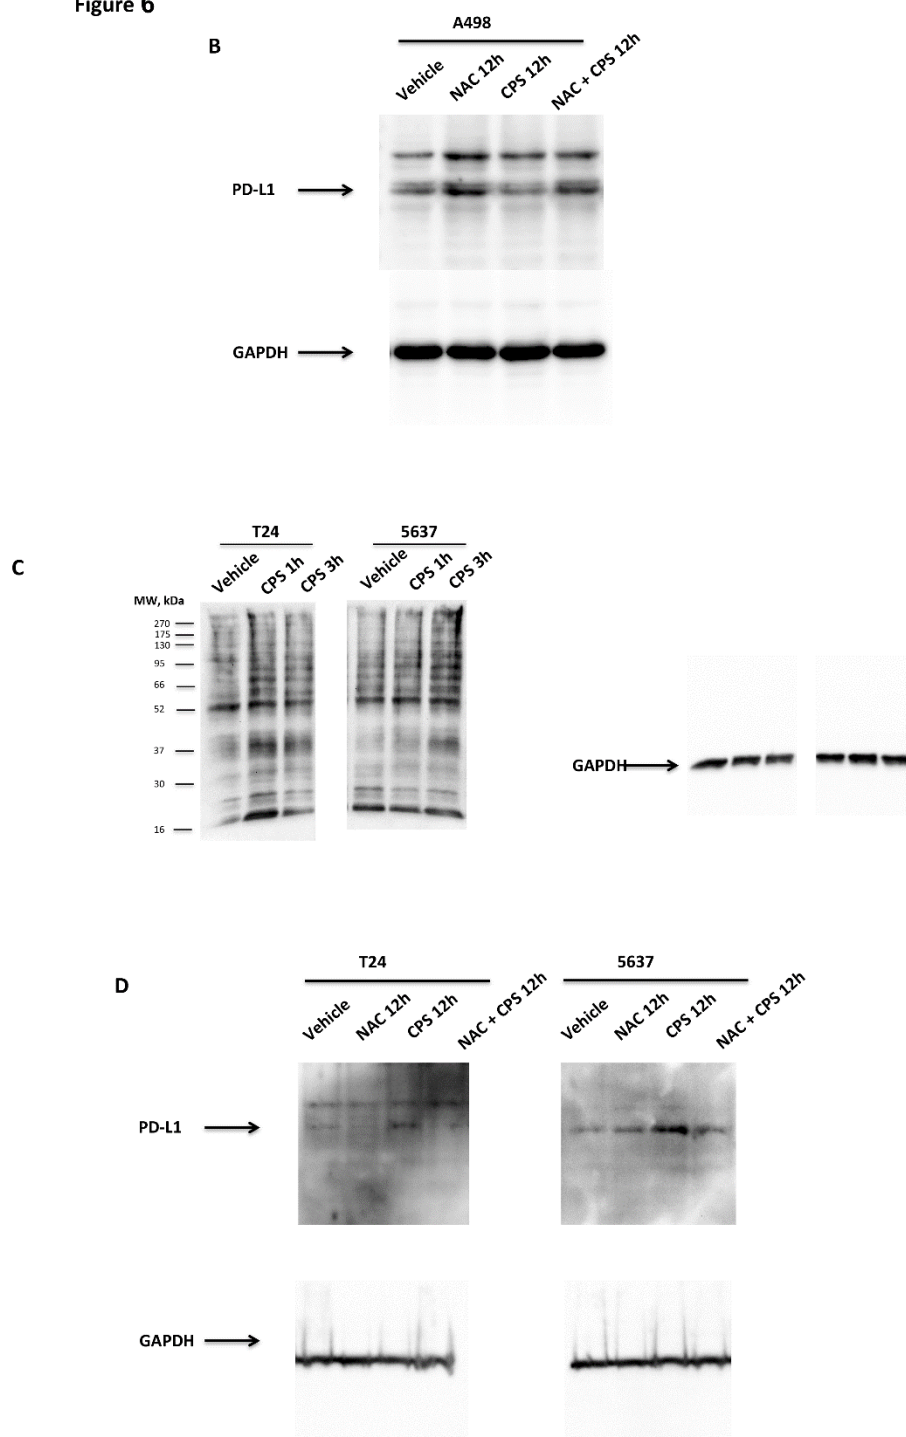 Figure 6
B
A498
Vehicle
NAC 12h
CPS 12h
NAC + CPS 12h
PD-L1
GAPDH
C
T24
5637
Vehicle
CPS 1h
CPS 3h
Vehicle
CPS 1h
CPS 3h
MW, kDa
270
175
130
95
66
52
37
30
16
GAPDH
D
T24
5637
Vehicle
NAC 12h
CPS 12h
NAC + CPS 12h
Vehicle
NAC 12h
CPS 12h
NAC + CPS 12h
PD-L1
GAPDH